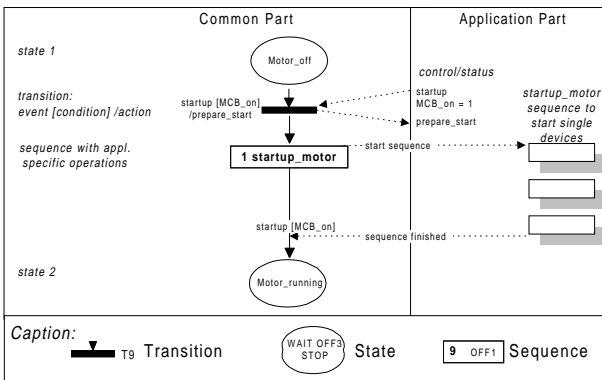 Common Part
Application Part
state 1
Motor_off
control/status
transition:
event [condition] /action
startup [MCB_on]
/prepare_start
startup
MCB_on = 1
prepare_start
startup_motor
sequence to
start single
devices
sequence with appl.
specific operations
1 startup_motor
start sequence
startup [MCB_on]
sequence finished
state 2
Motor_running
Caption:
T9 Transition
WAIT OFF3
STOP
State
9 OFF1
Sequence